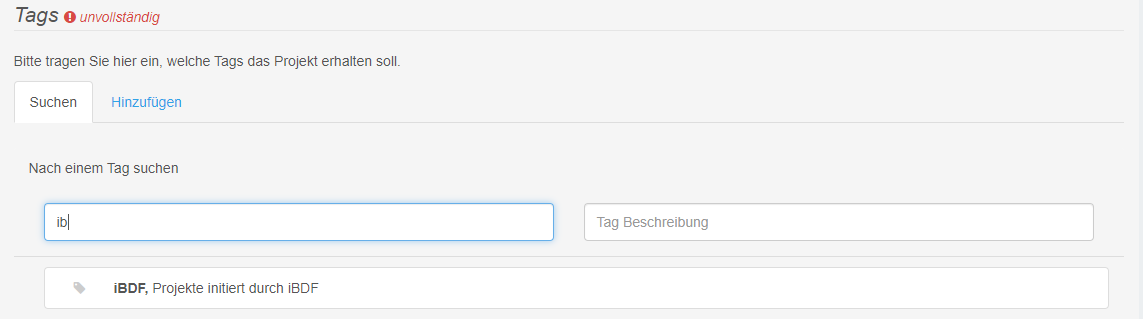 Tags unvollständig
Bitte tragen Sie hier ein, welche Tags das Projekt erhalten soll.
Suchen Hinzufügen
Nach einem Tag suchen
ib Tag Beschreibung
iBDF, Projekte initiert durch iBDF